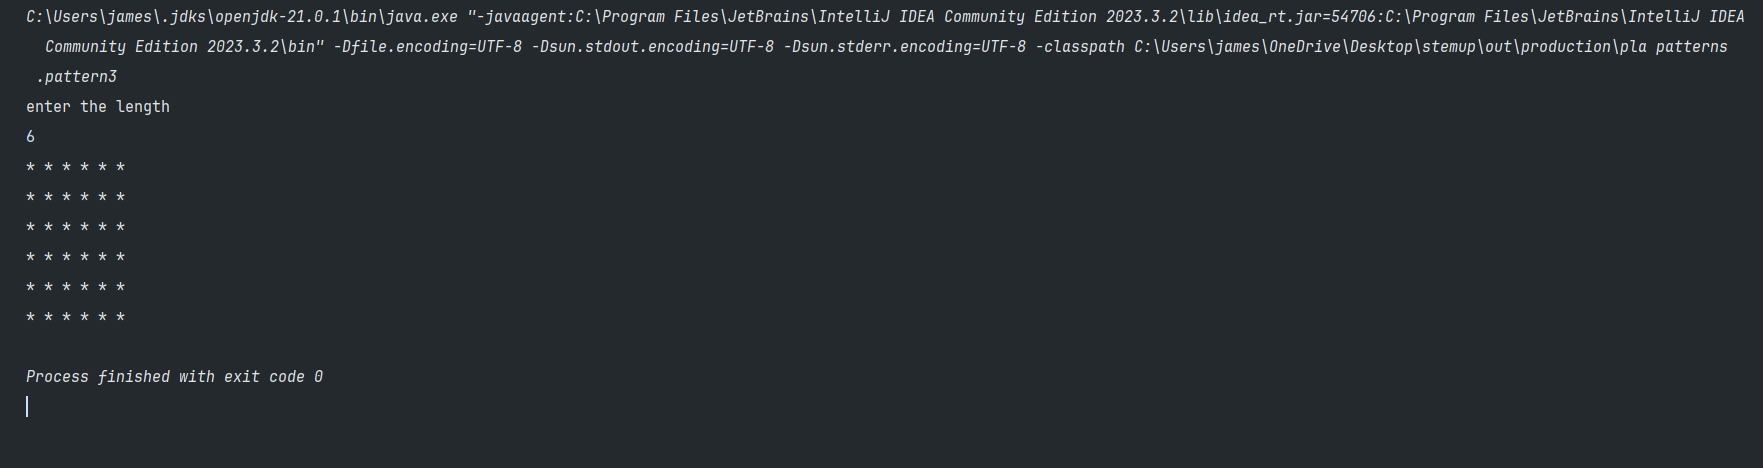 C:\Users\james\.jdks\openjdk-21.0.1\bin\java.exe "-javaagent:C:\Program Files\JetBrains\IntelliJ IDEA Community Edition 2023.3.2\lib\idea_rt.jar=54706:C:\Program Files\JetBrains\IntelliJ IDEA
Community Edition 2023.3.2\bin" -Dfile.encoding=UTF-8 -Dsun.stdout.encoding=UTF-8 -Dsun.stderr.encoding=UTF-8 -classpath C:\Users\james\OneDrive\Desktop\stemup\out\production\pla patterns
.pattern3
enter the length
6
* * * * * *
* * * * * *
* * * * * *
* * * * * *
* * * * * *
* * * * * *
Process finished with exit code 0